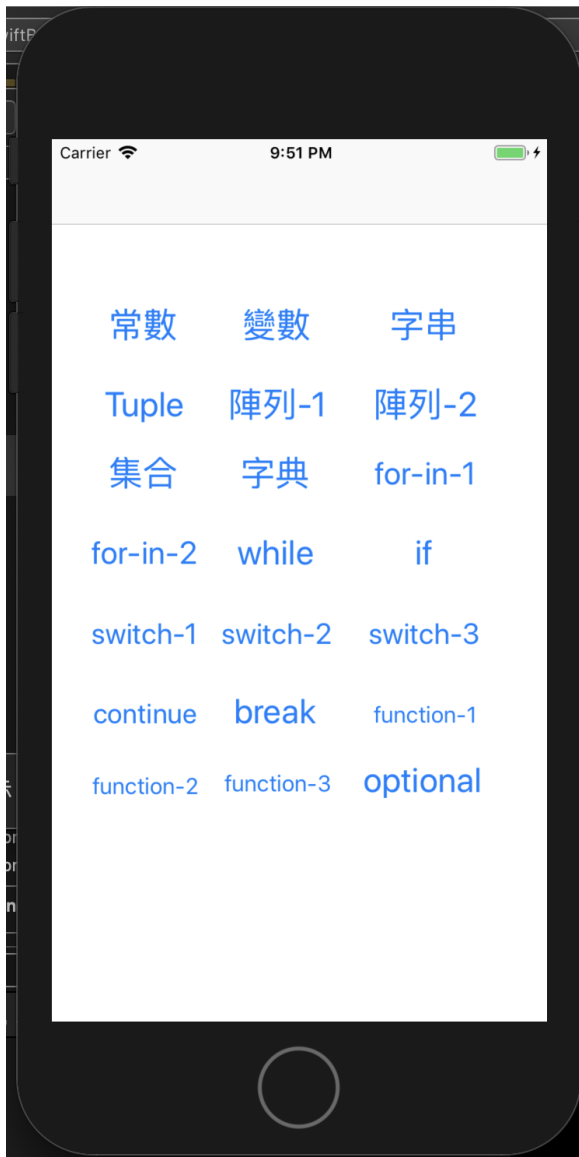 Carrier 9:51 PM
常數 變數 字串
Tuple 陣列-1 陣列-2
集合 字典 for-in-1
for-in-2 while if
switch-1 switch-2 switch-3
continue break function-1
function-2 function-3 optional